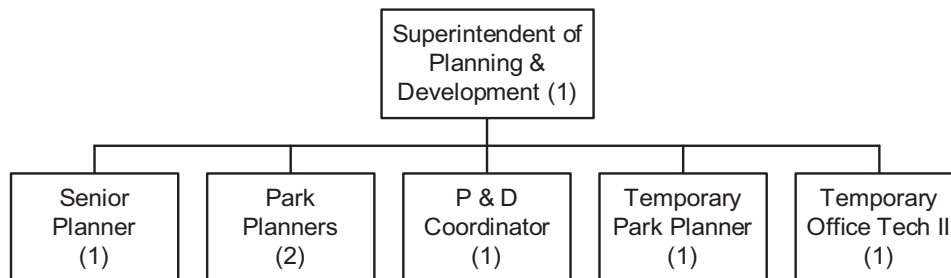 Superintendent of
Planning &
Development (1)
Senior
Planner
(1)
Park
Planners
(2)
P & D
Coordinator
(1)
Temporary
Park Planner
(1)
Temporary
Office Tech II
(1)